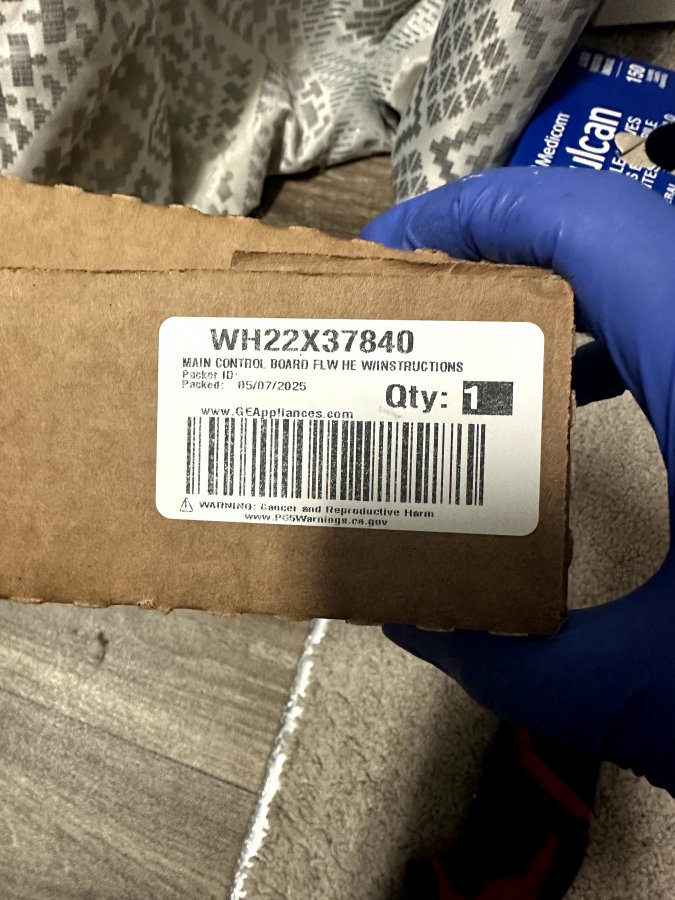 Medicom
ulcan
150
WH22X37840
MAIN CONTROL BOARD FLW HE W/INSTRUCTIONS
Packer ID:
Packed: 05/07/2025
Qty: 1
www.GEAppliances.com
WARNING: Cancer and Reproductive Harm
www.P65Warnings.ca.gov